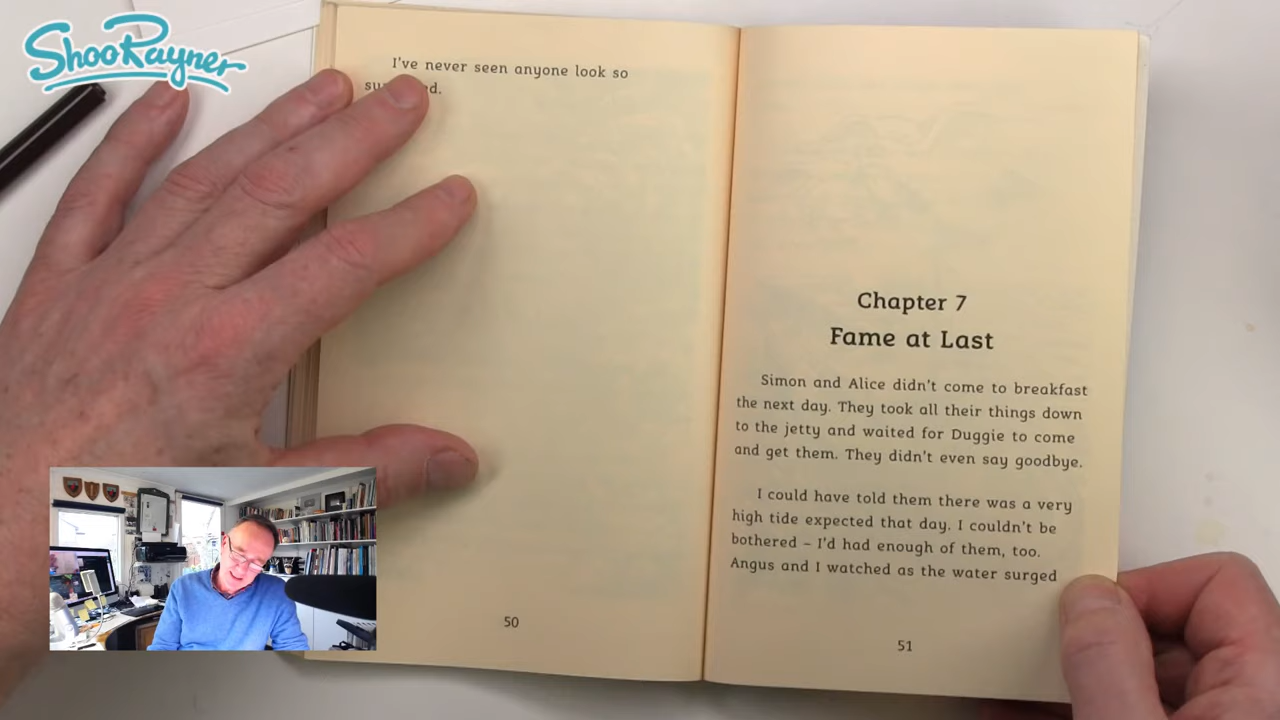 ShooRayner
I've never seen anyone look so
d.
50
Chapter 7
Fame at Last
Simon and Alice didn't come to breakfast
the next day. They took all their things down
to the jetty and waited for Duggie to come
and get them. They didn't even say goodbye.
I could have told them there was a very
high tide expected that day. I couldn't be
bothered – I'd had enough of them, too.
Angus and I watched as the water surged
51